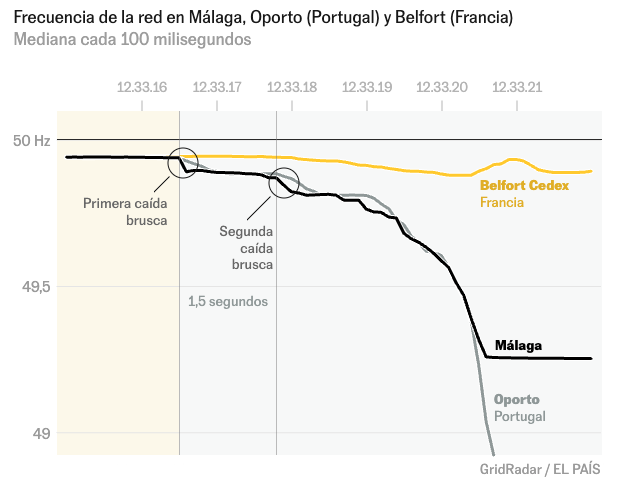 Frecuencia de la red en Málaga, Oporto (Portugal) y Belfort (Francia)
Mediana cada 100 milisegundos
12.33.16 12.33.17 12.33.18 12.33.19 12.33.20 12.33.21
50 Hz
Belfort Cedex
Francia
Primera caída
brusca
Segunda
caída
brusca
49,5
1,5 segundos
Málaga
Oporto
Portugal
49
GridRadar / EL PAÍS